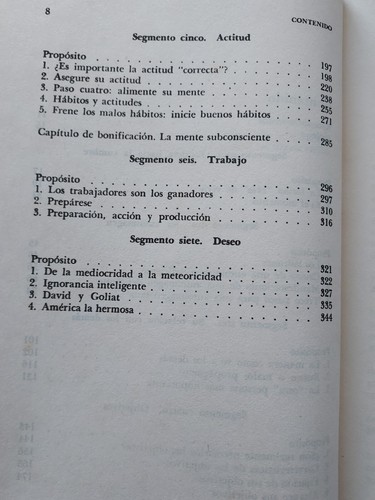 8
CONTENIDO
Segmento cinco. Actitud
Propósito . . . . . . . . . . . . . . . . . 197
1. ¿Es importante la actitud "correcta"? . . . . . . . . 198
2. Asegure su actitud . . . . . . . . . . . . . . 220
3. Paso cuatro: alimente su mente . . . . . . . . . . 238
4. Hábitos y actitudes . . . . . . . . . . . . . . 255
5. Frene los malos hábitos: inicie buenos hábitos . . . . . 271
Capítulo de bonificación. La mente subconsciente . . . . . 285
Segmento seis. Trabajo
Propósito . . . . . . . . . . . . . . . . . 296
1. Los trabajadores son los ganadores . . . . . . . . . 297
2. Prepárese . . . . . . . . . . . . . . . . . 310
3. Preparación, acción y producción . . . . . . . . . 316
Segmento siete. Deseo
Propósito . . . . . . . . . . . . . . . . . 321
1. De la mediocridad a la meteoricidad . . . . . . . . 322
2. Ignorancia inteligente . . . . . . . . . . . . . 327
3. David y Goliat . . . . . . . . . . . . . . . 335
4. América la hermosa . . . . . . . . . . . . . . 344